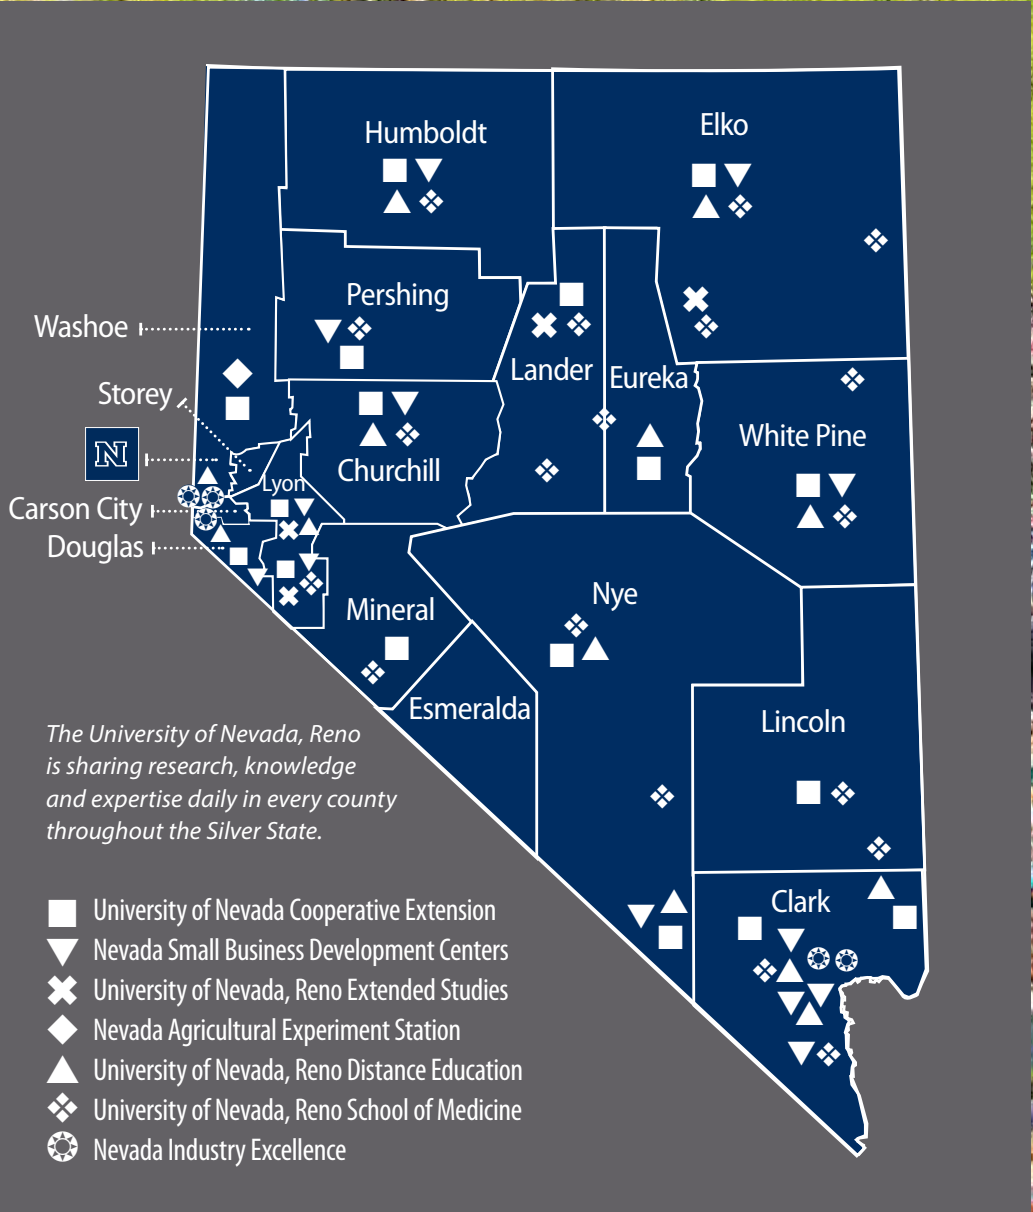 Humboldt
Elko
Pershing
Washoe
Lander
Eureka
Storey
White Pine
Churchill
N
Lyon
Carson City
Douglas
Nye
Mineral
Esmeralda
Lincoln
The University of Nevada, Reno
is sharing research, knowledge
and expertise daily in every county
throughout the Silver State.
Clark
University of Nevada Cooperative Extension
Nevada Small Business Development Centers
University of Nevada, Reno Extended Studies
Nevada Agricultural Experiment Station
University of Nevada, Reno Distance Education
University of Nevada, Reno School of Medicine
Nevada Industry Excellence